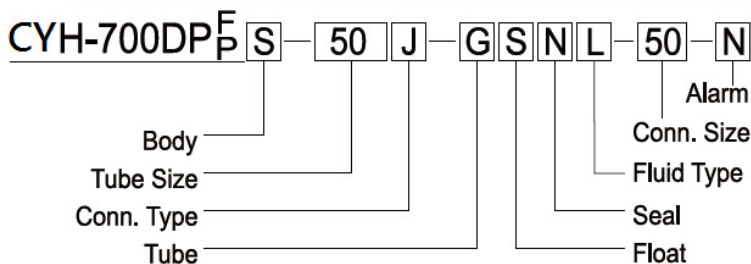 CYH-700DP F/P S — 50 J — G S N L — 50 — N
Alarm
Body
Conn. Size
Tube Size
Fluid Type
Conn. Type
Seal
Tube
Float